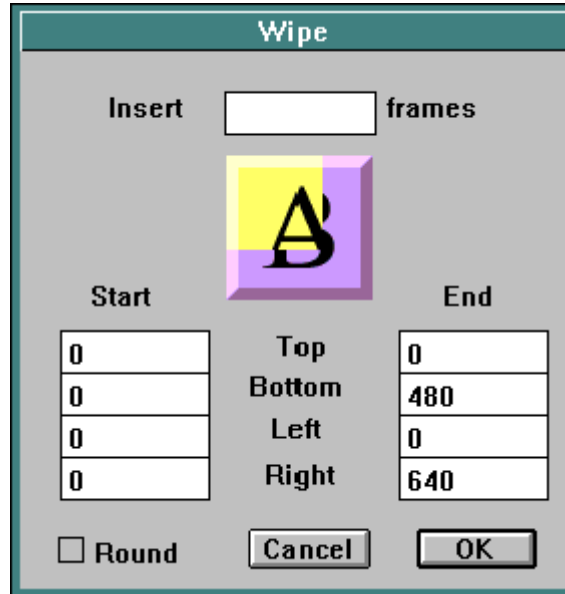 Wipe
Insert frames
AB
Start End
0 Top 0
0 Bottom 480
0 Left 0
0 Right 640
Round Cancel OK